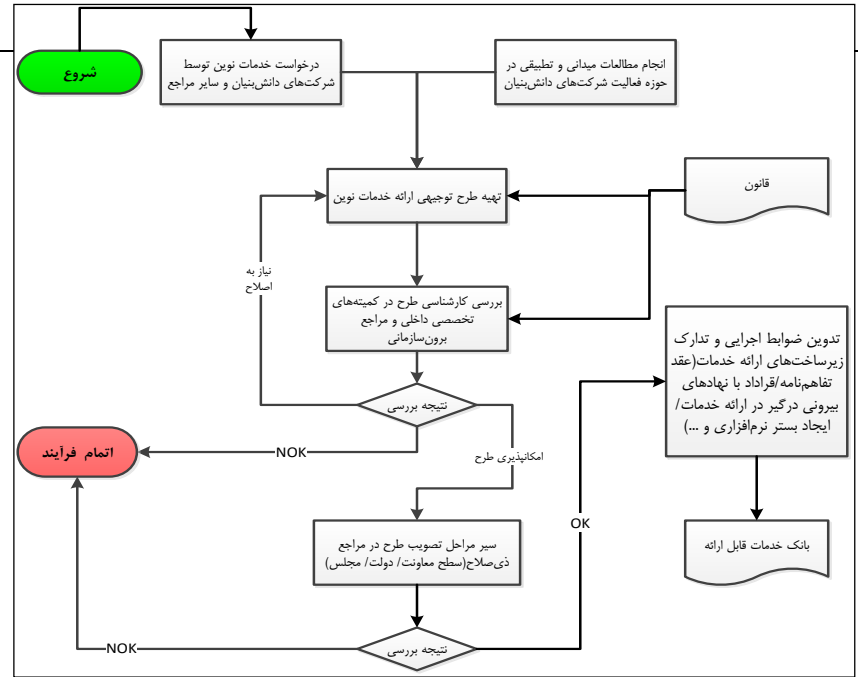 شروع
درخواست خدمات نوین توسط
شرکت‌های دانش‌بنیان و سایر مراجع
انجام مطالعات میدانی و تطبیقی در
حوزه فعالیت شرکت‌های دانش‌بنیان
تهیه طرح توجیهی ارائه خدمات نوین
قانون
نیاز به
اصلاح
بررسی کارشناسی طرح در کمیته‌های
تخصصی داخلی و مراجع
برون‌سازمانی
تدوین ضوابط اجرایی و تدارک
زیرساخت‌های ارائه خدمات(عقد
تفاهم‌نامه/قراداد با نهادهای
بیرونی درگیر در ارائه خدمات/
ایجاد بستر نرم‌افزاری و ...)
نتیجه بررسی
اتمام فرآیند
NOK
امکانپذیری طرح
OK
سیر مراحل تصویب طرح در مراجع
ذی‌صلاح(سطح معاونت/ دولت/ مجلس)
بانک خدمات قابل ارائه
نتیجه بررسی
NOK